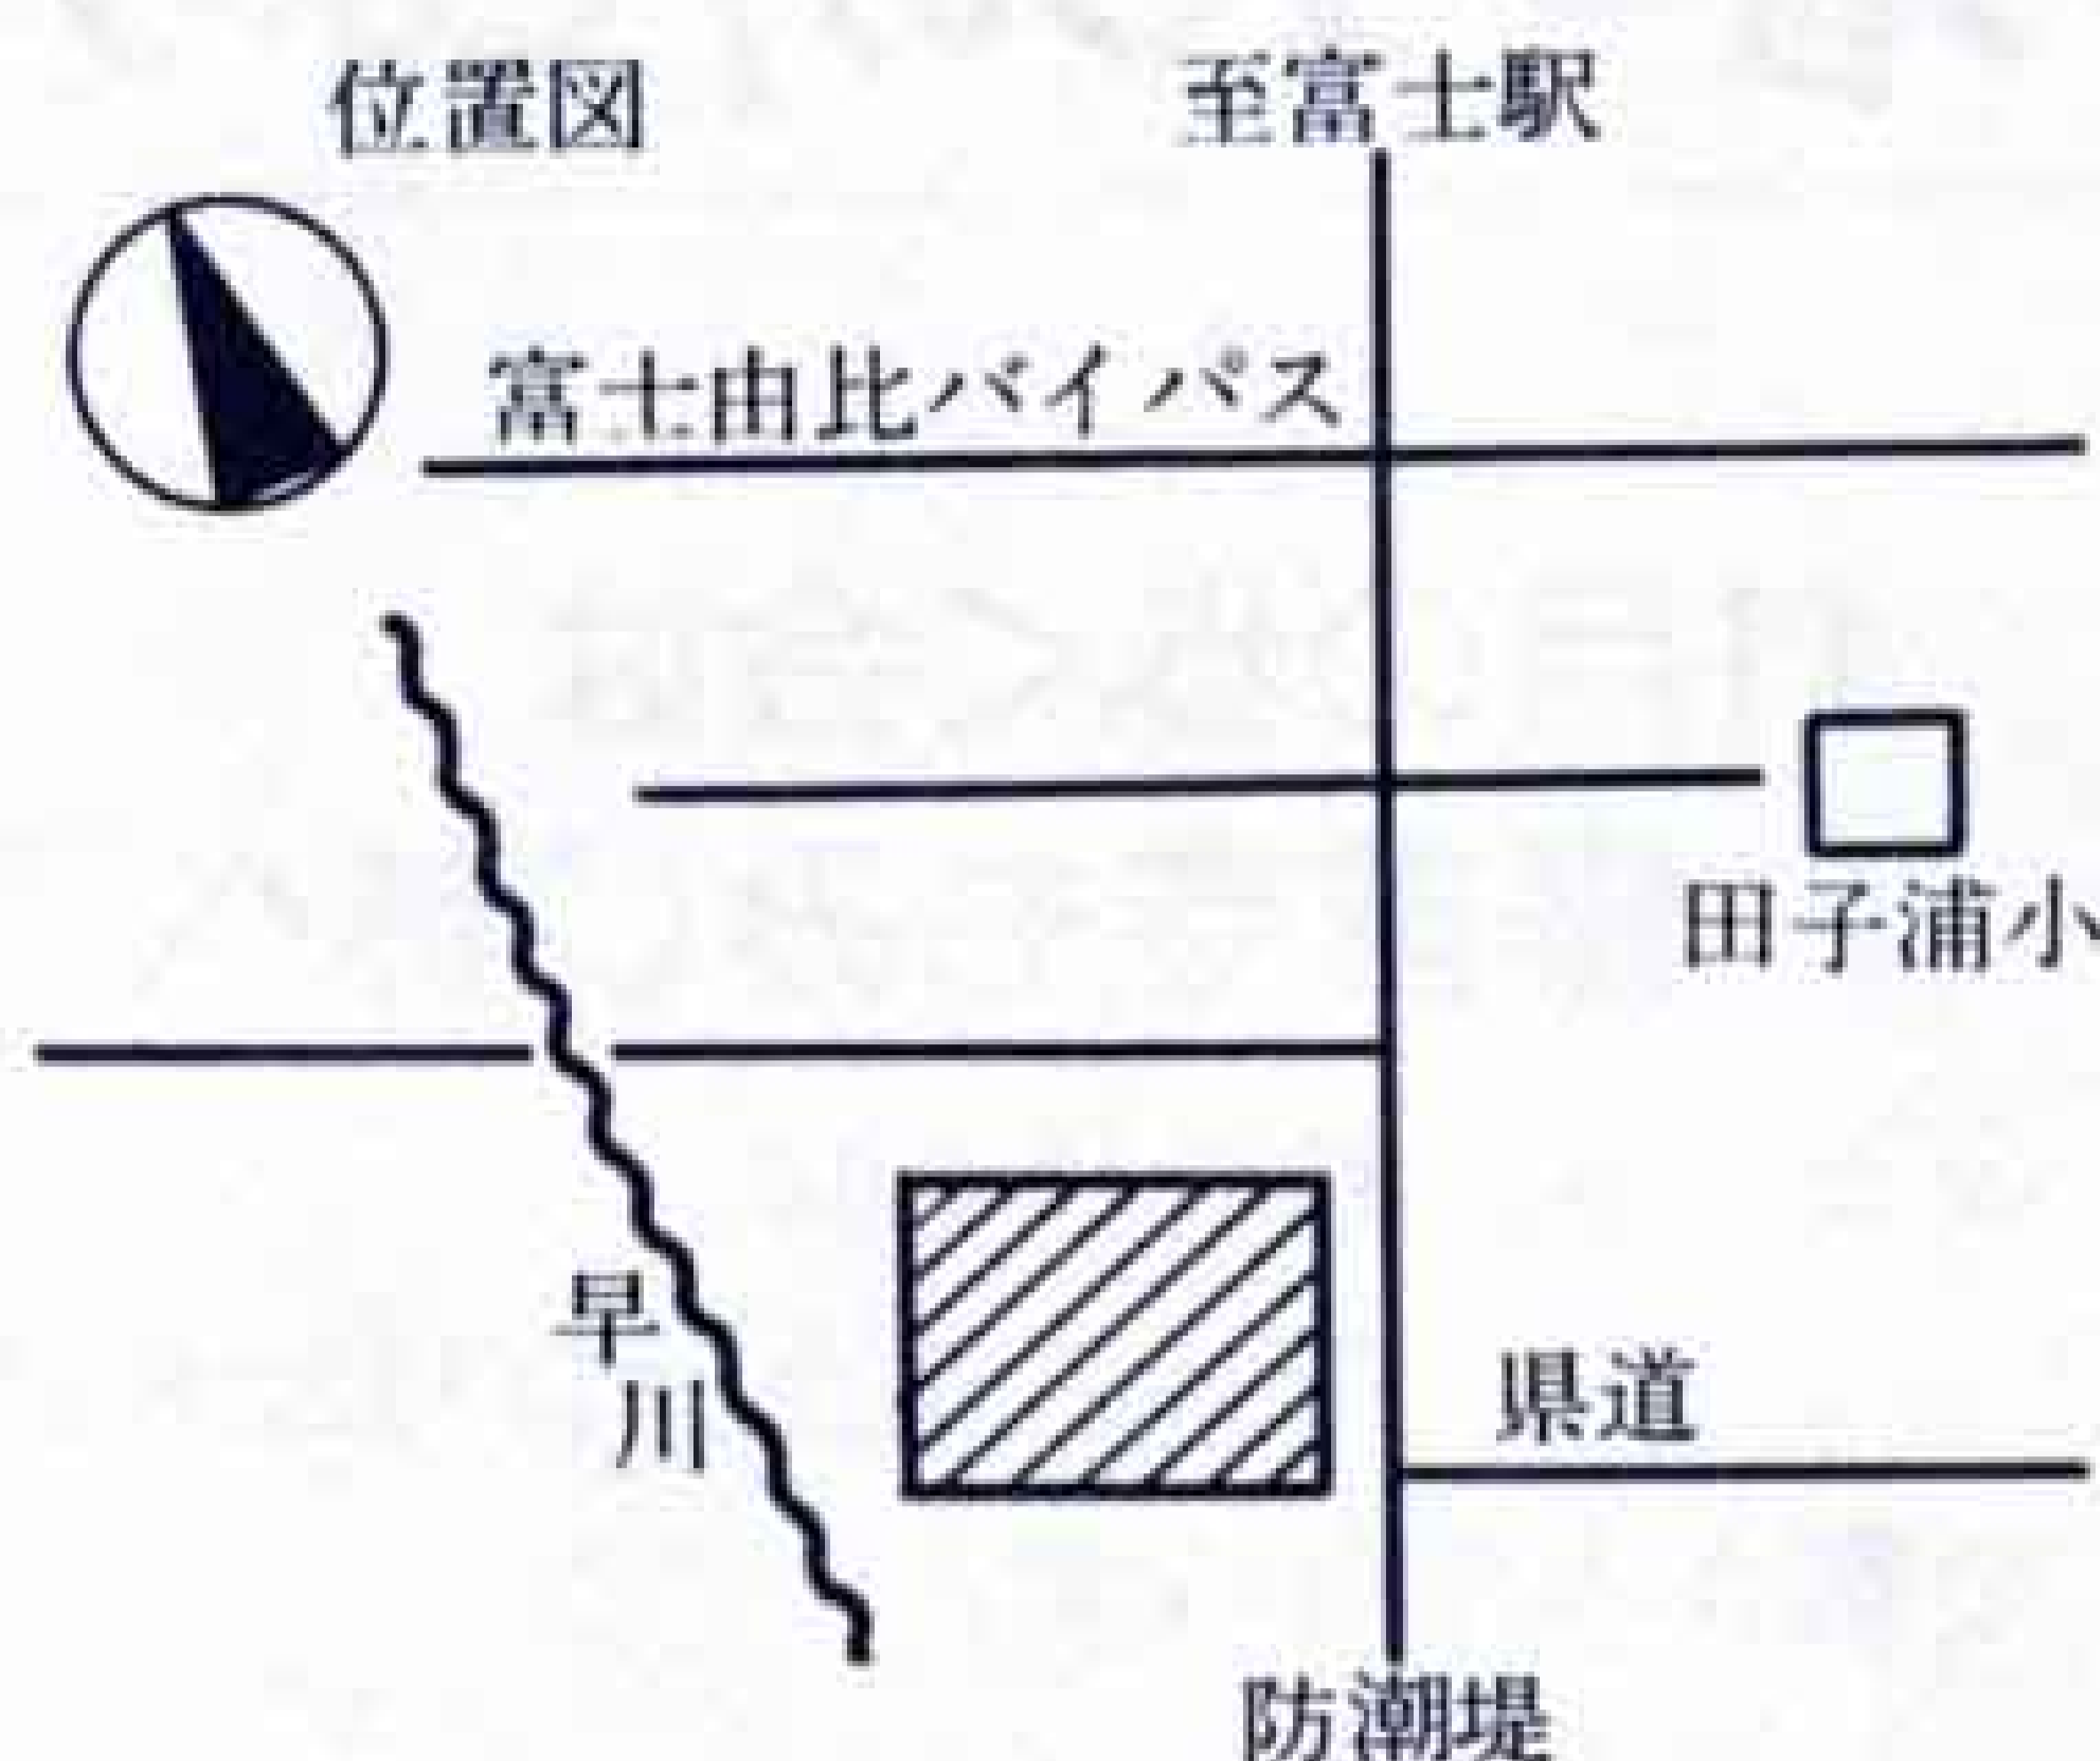 位置図
至富士駅
富士由比バイパス
田子浦小
早川
県道
防潮堤